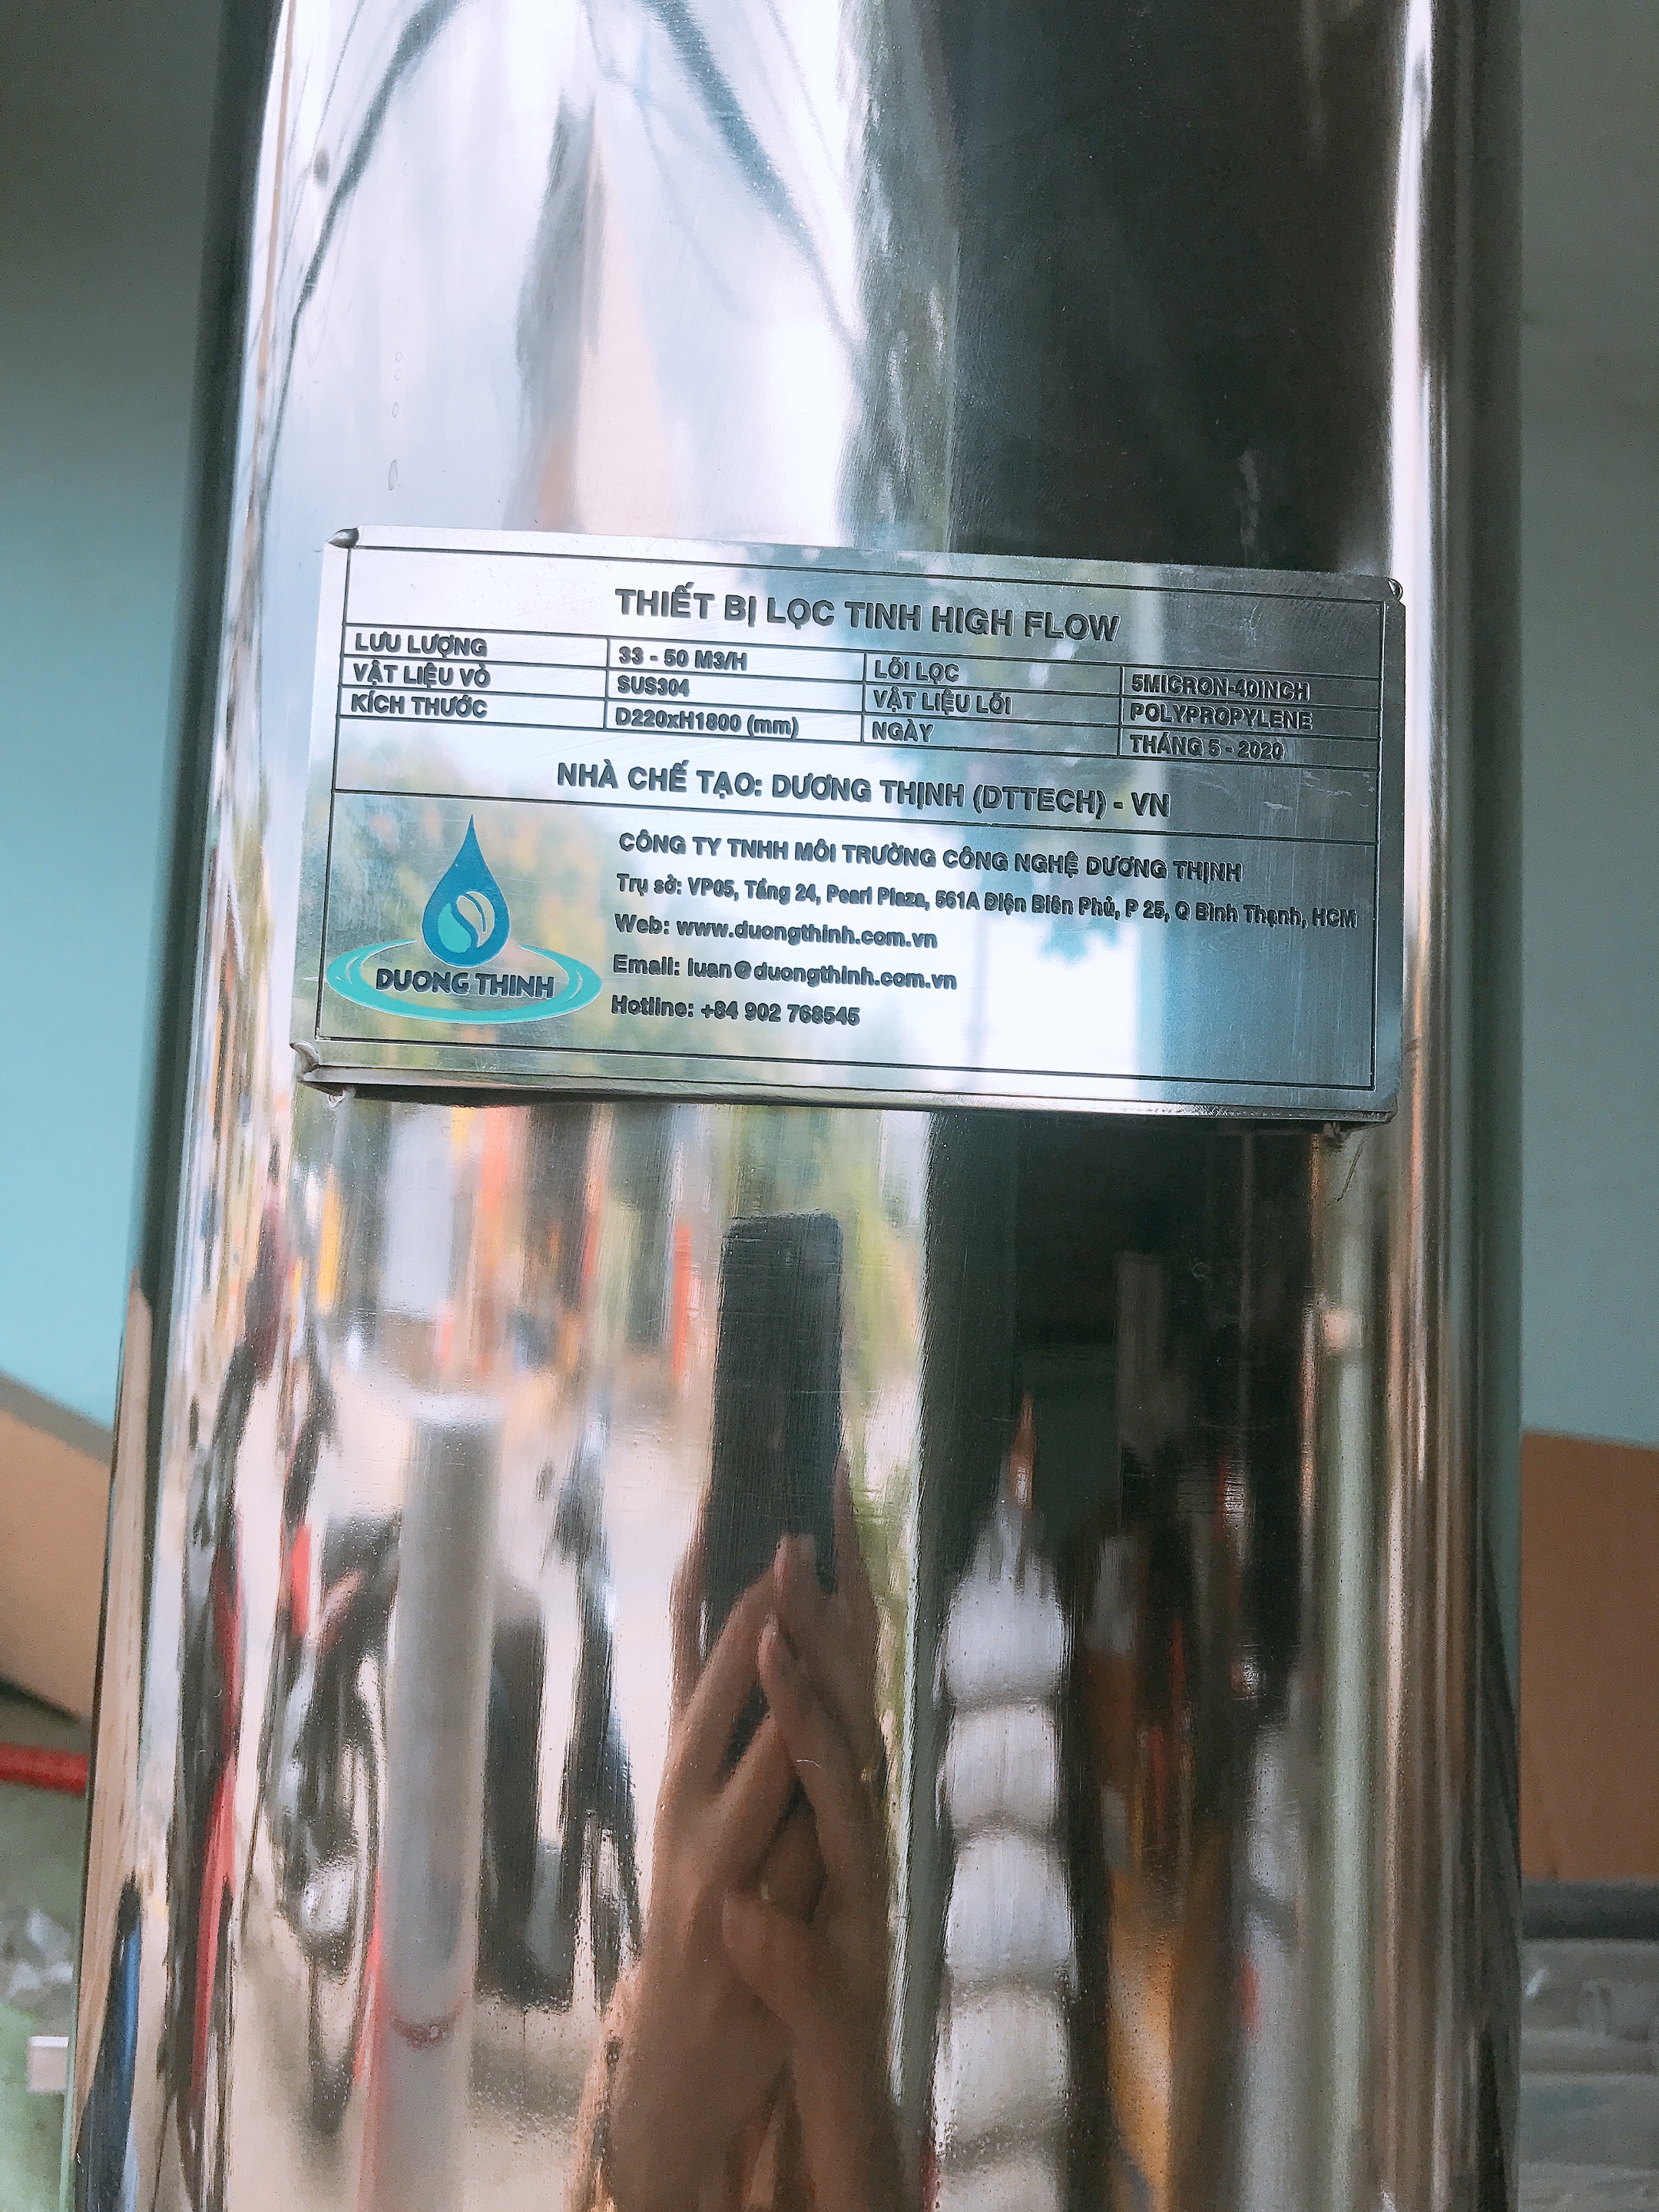 THIẾT BỊ LỌC TINH HIGH FLOW
LƯU LƯỢNG 33 - 50 M3/H LÕI LỌC 5MICRON-40INCH
VẬT LIỆU VỎ SUS304 VẬT LIỆU LÕI POLYPROPYLENE
KÍCH THƯỚC D220xH1800 (mm) NGÀY THÁNG 5 - 2020
NHÀ CHẾ TẠO: DƯƠNG THỊNH (DTTECH) - VN
CÔNG TY TNHH MÔI TRƯỜNG CÔNG NGHỆ DƯƠNG THỊNH
Trụ sở: VP05, Tầng 24, Pearl Plaza, 561A Điện Biên Phủ, P 25, Q Bình Thạnh, HCM
Web: www.duongthinh.com.vn
Email: luan@duongthinh.com.vn
Hotline: +84 902 768545
DUONG THINH